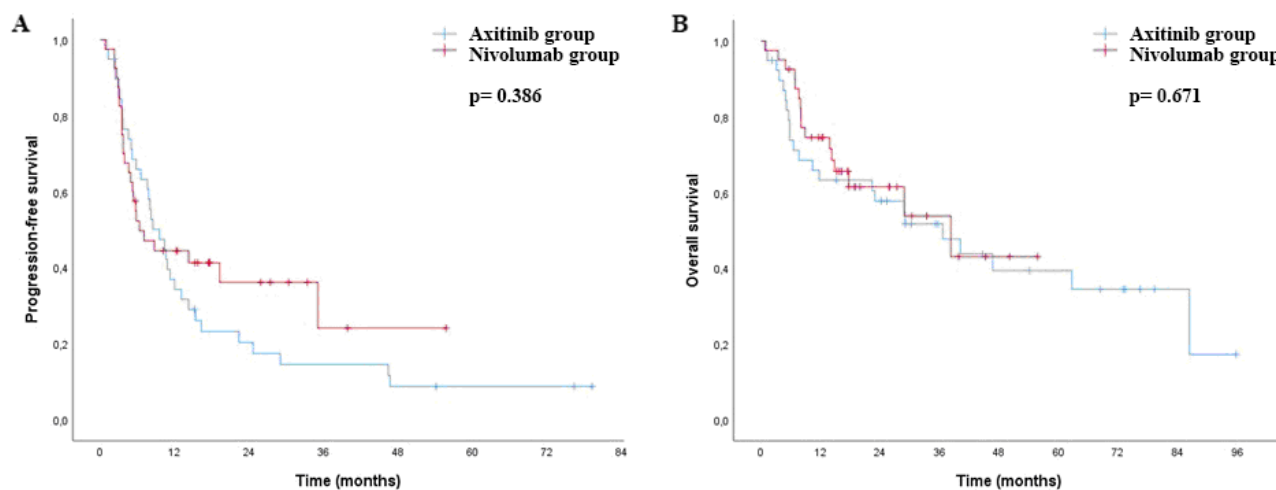 A
Axitinib group
Nivolumab group
p= 0.386
Progression-free survival
1,0
0,8
0,6
0,4
0,2
0,0
0
12
24
36
48
60
72
84
Time (months)
B
Axitinib group
Nivolumab group
p= 0.671
Overall survival
1,0
0,8
0,6
0,4
0,2
0,0
0
12
24
36
48
60
72
84
96
Time (months)